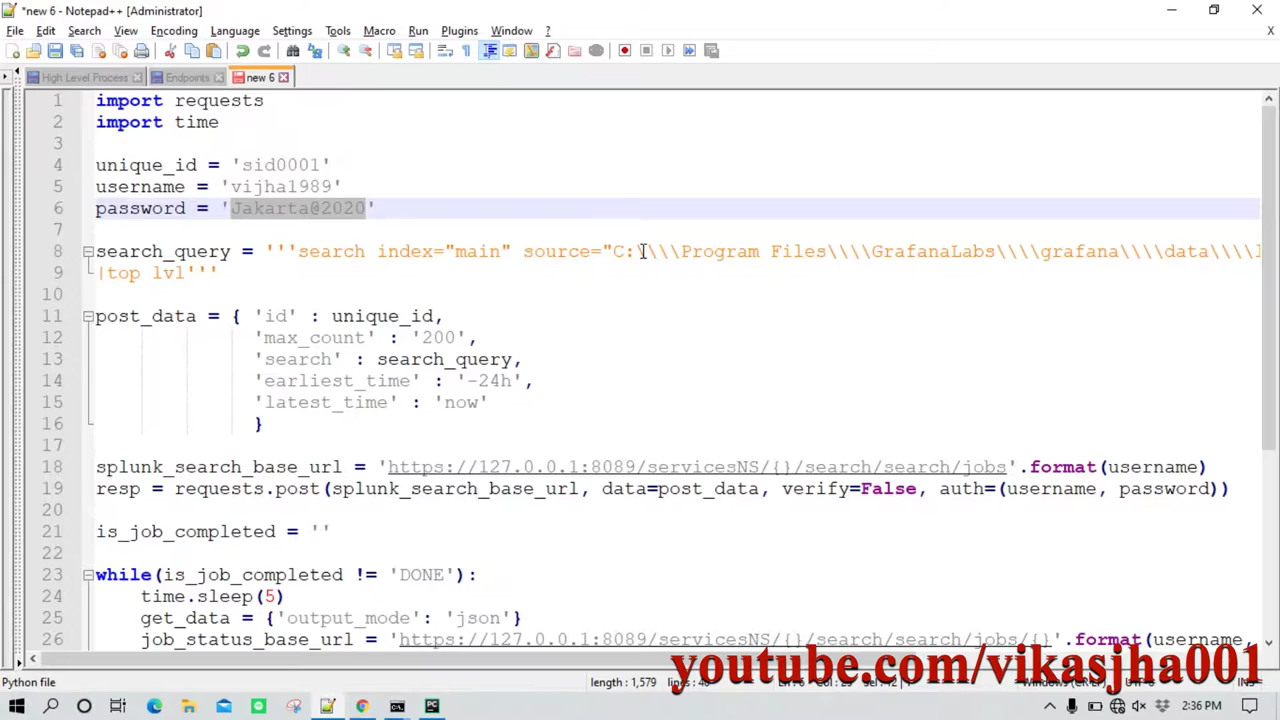 *new 6 - Notepad++ [Administrator]
File Edit Search View Encoding Language Settings Tools Macro Run Plugins Window ? X
High Level Process Endpoints new 6
1 import requests
2 import time
3
4 unique_id = 'sid0001'
5 username = 'vijha1989'
6 password = 'Jakarta@2020'
7
8 search_query = '''search index="main" source="C:\\\\Program Files\\\\GrafanaLabs\\\\grafana\\\\data\\\\l
9 |top lvl'''
10
11 post_data = { 'id' : unique_id,
12 'max_count' : '200',
13 'search' : search_query,
14 'earliest_time' : '-24h',
15 'latest_time' : 'now'
16 }
17
18 splunk_search_base_url = 'https://127.0.0.1:8089/servicesNS/{}/search/search/jobs'.format(username)
19 resp = requests.post(splunk_search_base_url, data=post_data, verify=False, auth=(username, password))
20
21 is_job_completed = ''
22
23 while(is_job_completed != 'DONE'):
24 time.sleep(5)
25 get_data = {'output_mode': 'json'}
26 job_status_base_url = 'https://127.0.0.1:8089/servicesNS/{}/search/search/jobs/{}'.format(username,
youtube.com/vikasjha001
Python file length : 1,579
2:36 PM